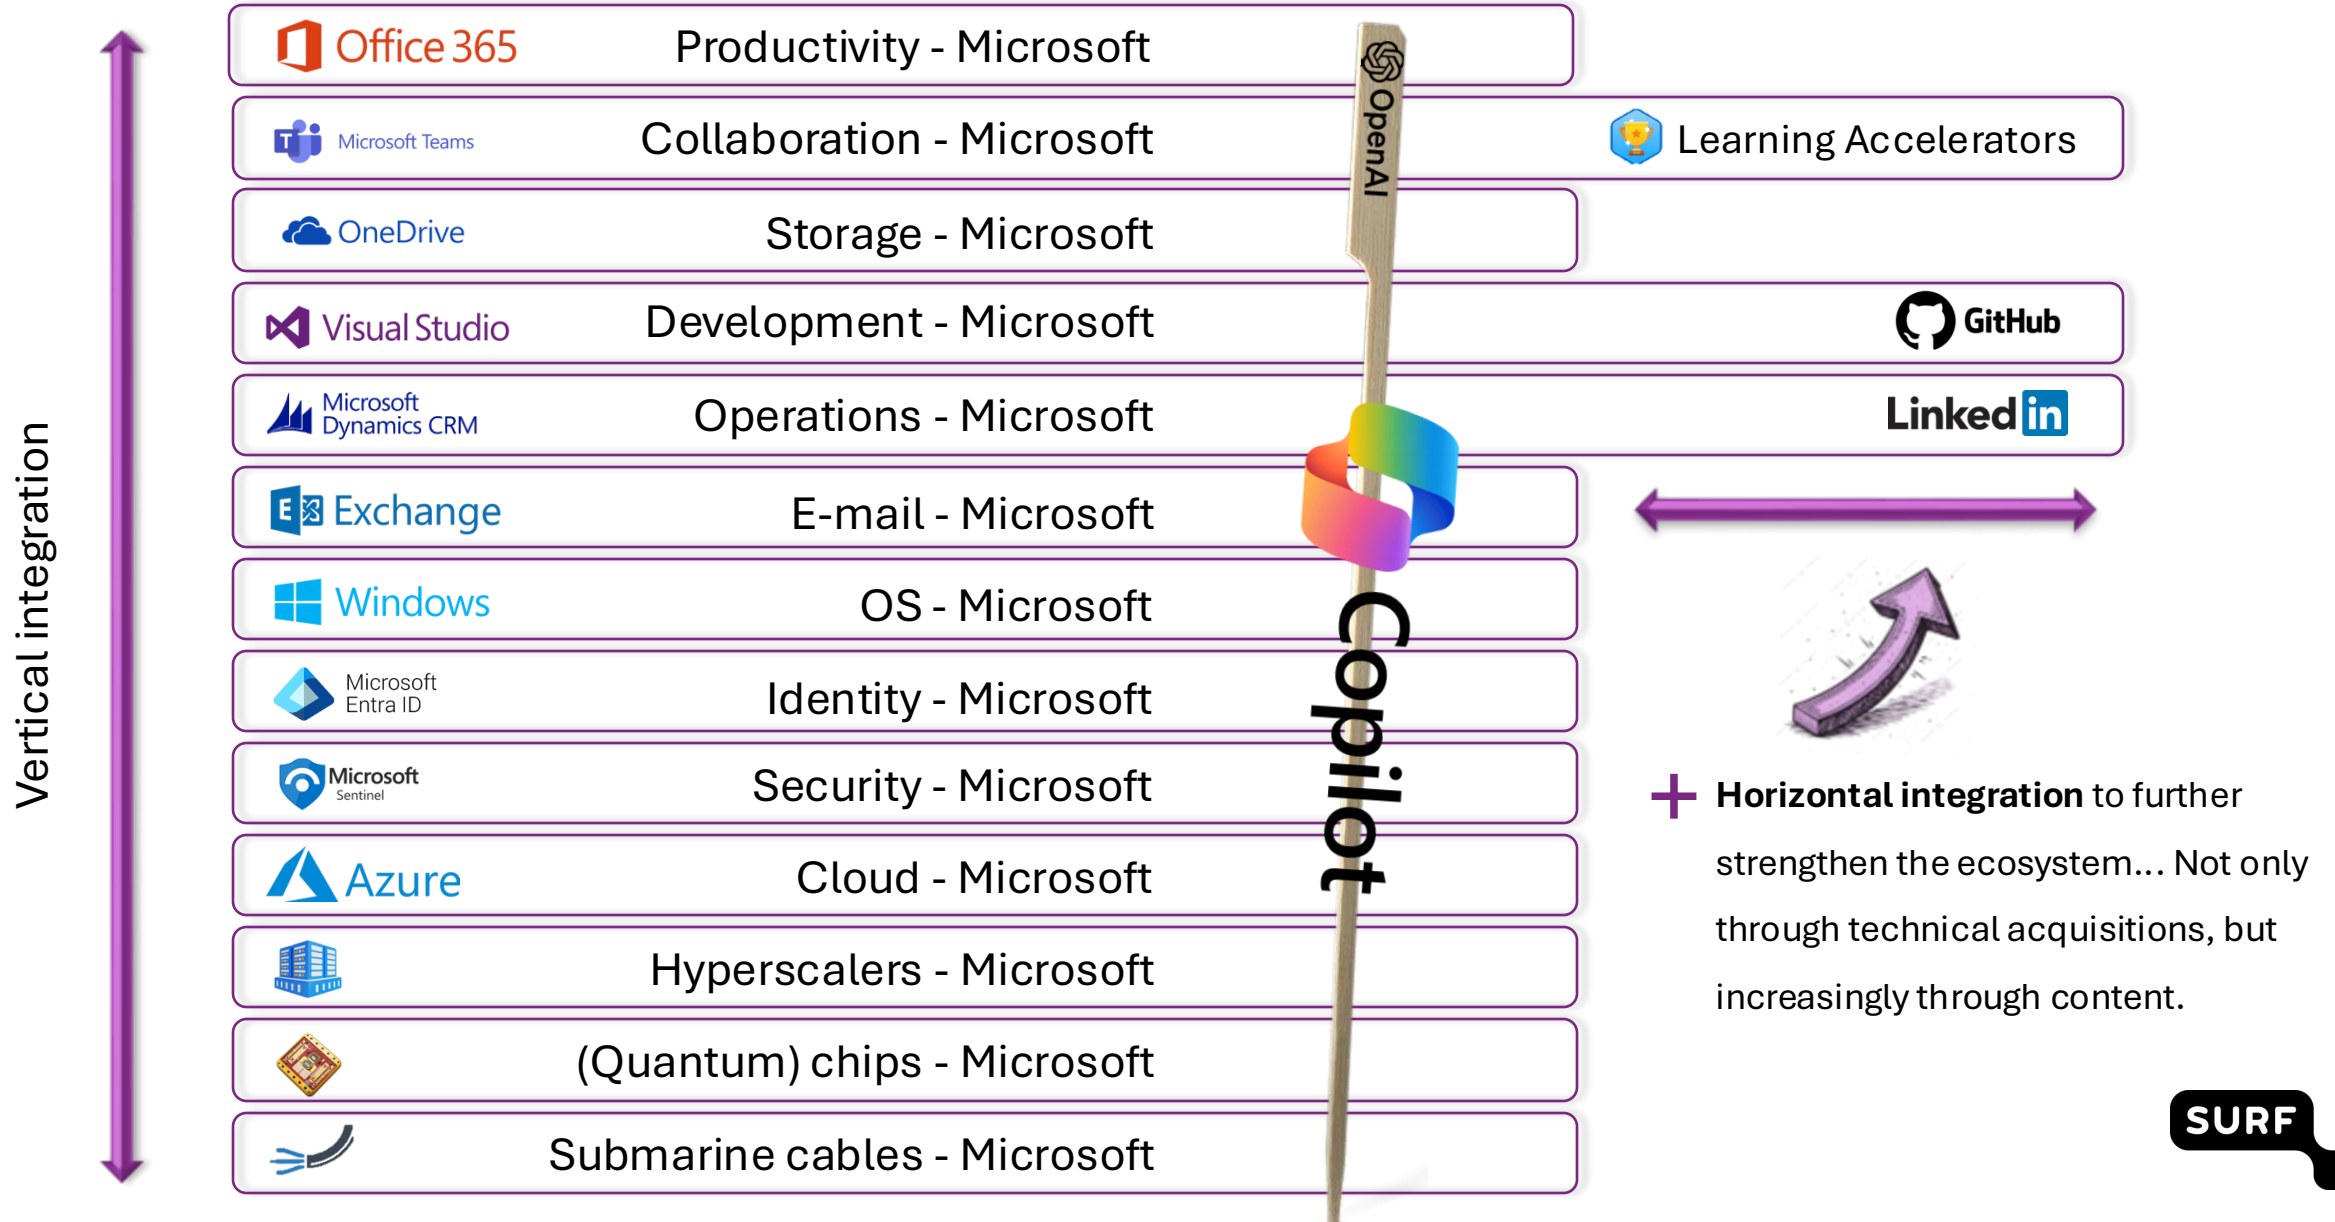 Office 365
Productivity - Microsoft
OpenAI
Microsoft Teams
Collaboration - Microsoft
Learning Accelerators
OneDrive
Storage - Microsoft
Visual Studio
Development - Microsoft
GitHub
Microsoft
Dynamics CRM
Operations - Microsoft
Linked in
Exchange
E-mail - Microsoft
Windows
OS - Microsoft
Copilot
Microsoft
Entra ID
Identity - Microsoft
Microsoft
Sentinel
Security - Microsoft
Azure
Cloud - Microsoft
Hyperscalers - Microsoft
(Quantum) chips - Microsoft
Submarine cables - Microsoft
Vertical integration
+ Horizontal integration to further
strengthen the ecosystem... Not only
through technical acquisitions, but
increasingly through content.
SURF